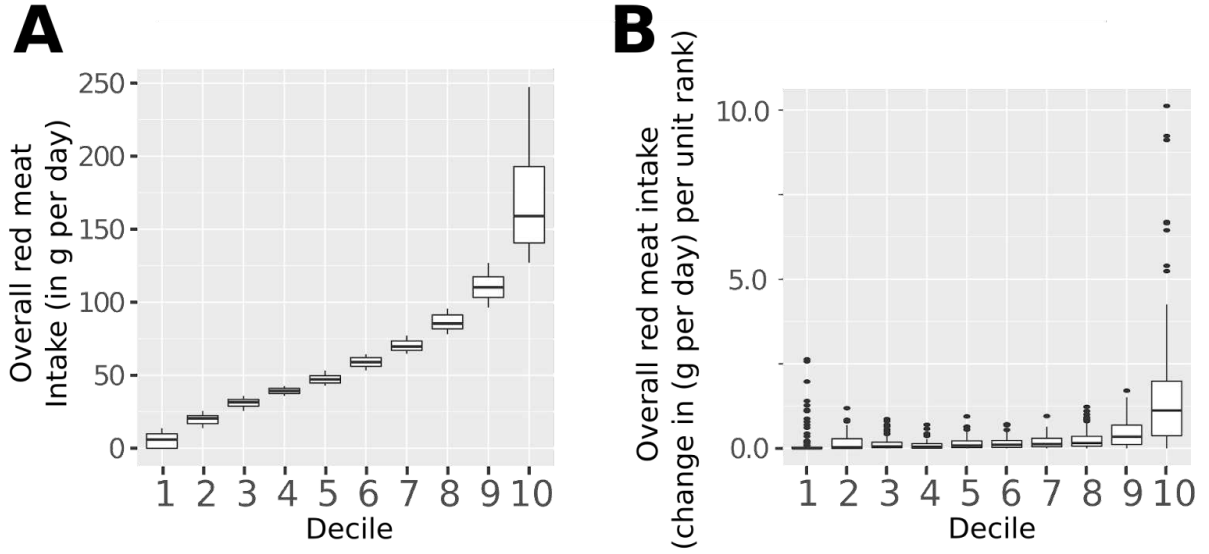 A
Overall red meat
Intake (in g per day)
250
200
150
100
50
0
1 2 3 4 5 6 7 8 9 10
Decile
B
Overall red meat intake
(change in (g per day) per unit rank)
10.0
5.0
0.0
1 2 3 4 5 6 7 8 9 10
Decile